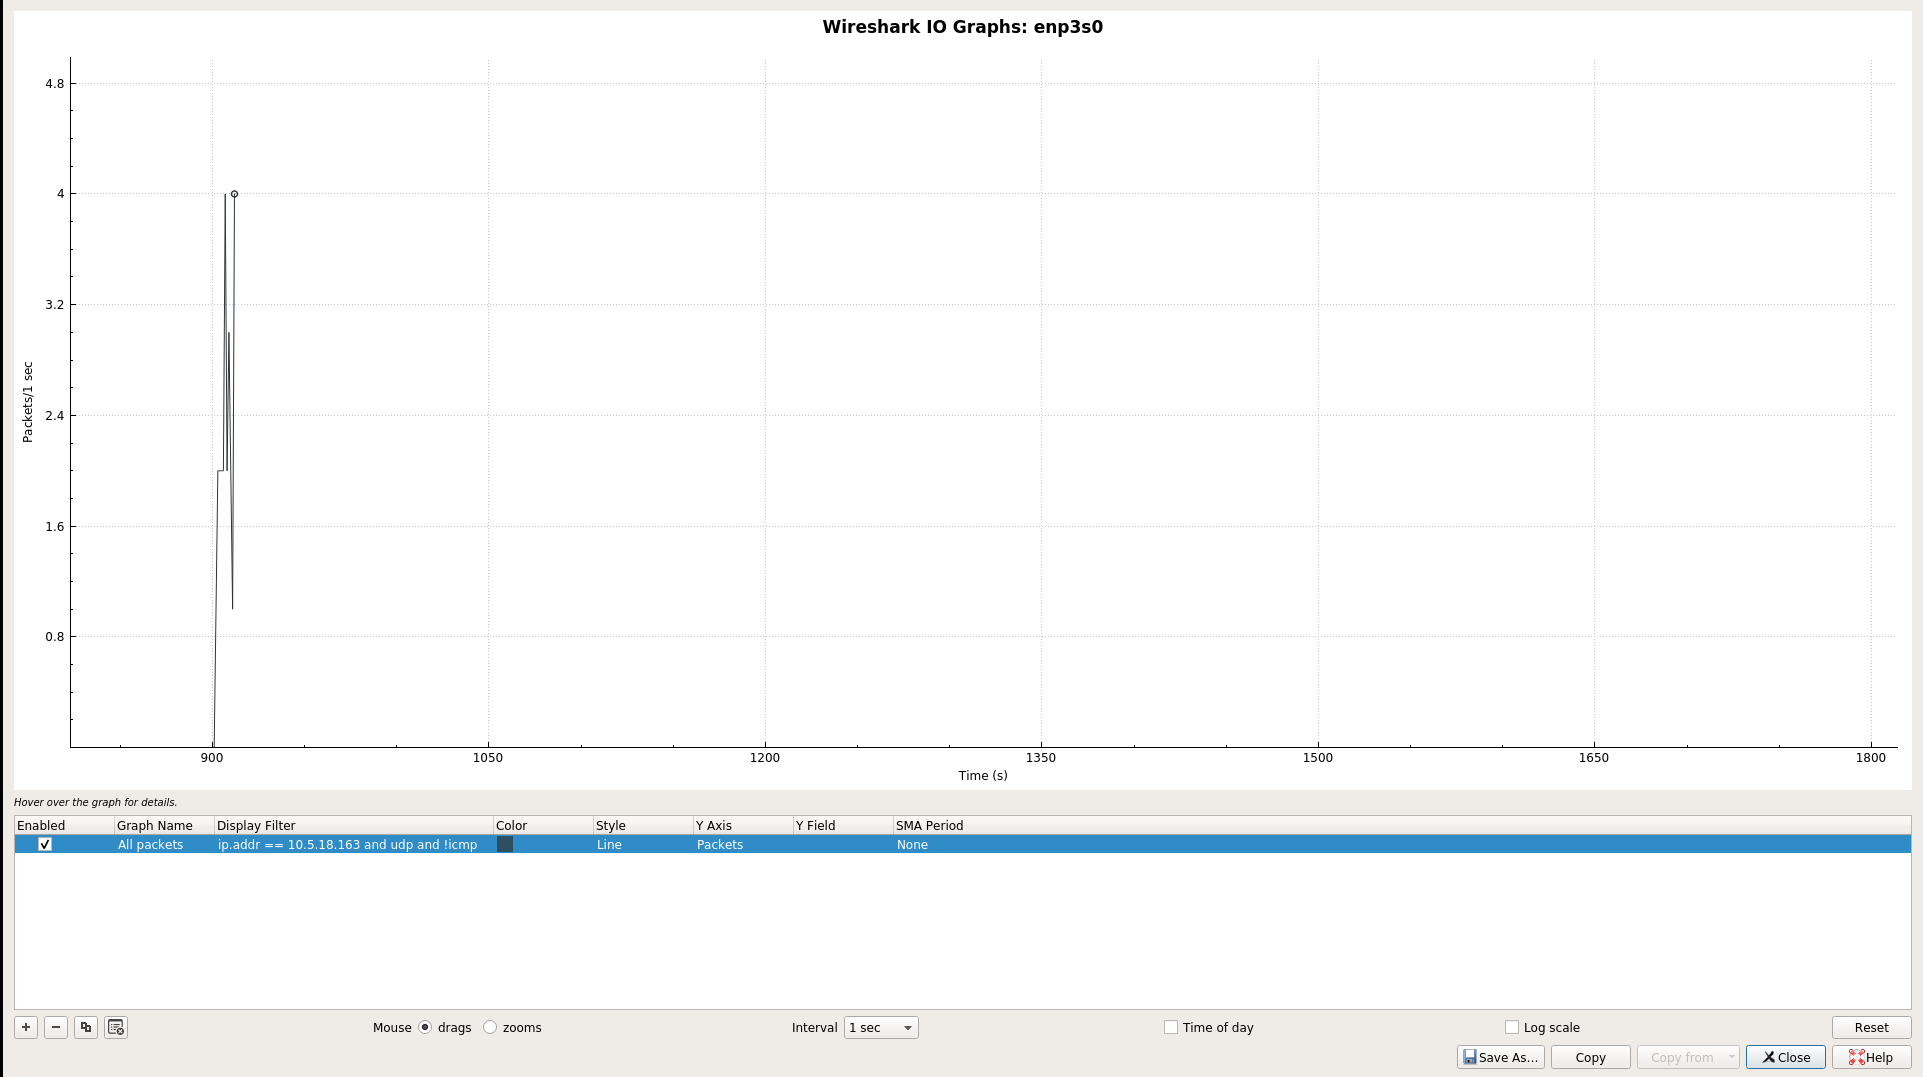 Wireshark IO Graphs: enp3s0
4.8
4
3.2
2.4
1.6
0.8
Packets/1 sec
900 1050 1200 1350 1500 1650 1800
Time (s)
Hover over the graph for details.
Enabled Graph Name Display Filter Color Style Y Axis Y Field SMA Period
All packets ip.addr == 10.5.18.163 and udp and !icmp Line Packets None
+ −
Mouse drags zooms Interval 1 sec Time of day Log scale Reset
Save As... Copy Copy from Close Help